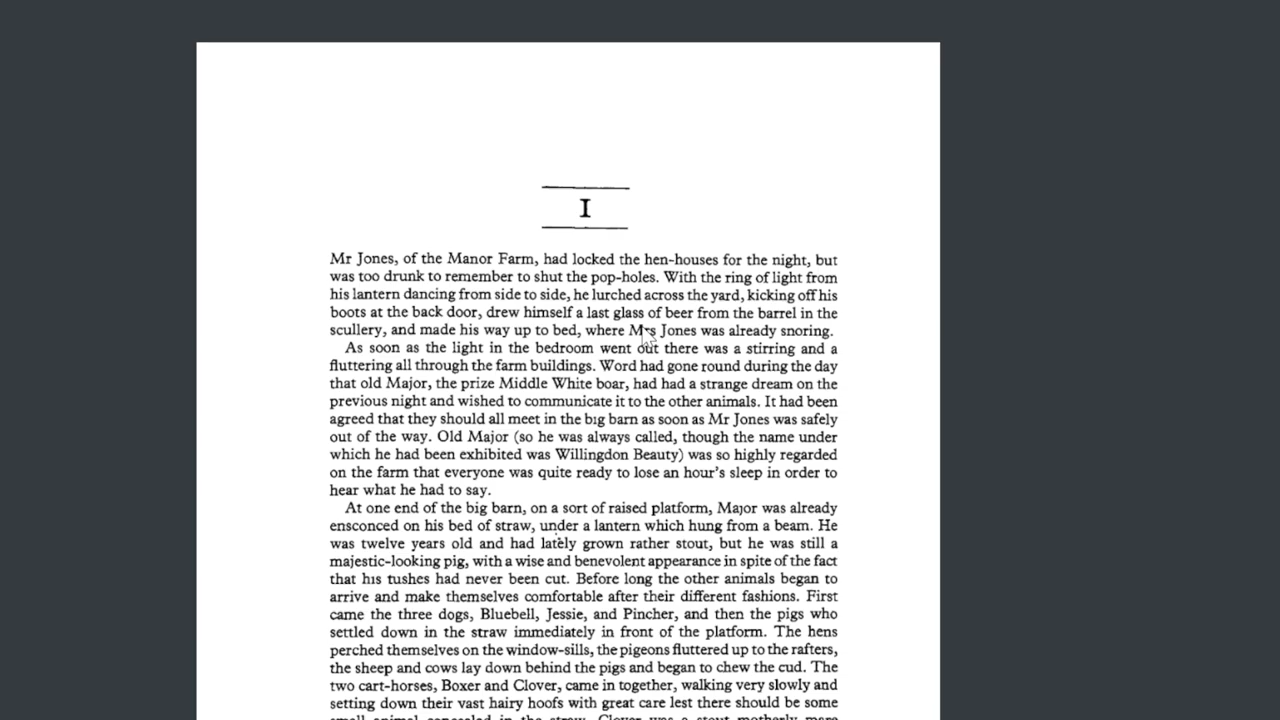 I
Mr Jones, of the Manor Farm, had locked the hen-houses for the night, but
was too drunk to remember to shut the pop-holes. With the ring of light from
his lantern dancing from side to side, he lurched across the yard, kicking off his
boots at the back door, drew himself a last glass of beer from the barrel in the
scullery, and made his way up to bed, where Mrs Jones was already snoring.
As soon as the light in the bedroom went out there was a stirring and a
fluttering all through the farm buildings. Word had gone round during the day
that old Major, the prize Middle White boar, had had a strange dream on the
previous night and wished to communicate it to the other animals. It had been
agreed that they should all meet in the big barn as soon as Mr Jones was safely
out of the way. Old Major (so he was always called, though the name under
which he had been exhibited was Willingdon Beauty) was so highly regarded
on the farm that everyone was quite ready to lose an hour's sleep in order to
hear what he had to say.
At one end of the big barn, on a sort of raised platform, Major was already
ensconced on his bed of straw, under a lantern which hung from a beam. He
was twelve years old and had lately grown rather stout, but he was still a
majestic-looking pig, with a wise and benevolent appearance in spite of the fact
that his tushes had never been cut. Before long the other animals began to
arrive and make themselves comfortable after their different fashions. First
came the three dogs, Bluebell, Jessie, and Pincher, and then the pigs who
settled down in the straw immediately in front of the platform. The hens
perched themselves on the window-sills, the pigeons fluttered up to the rafters,
the sheep and cows lay down behind the pigs and began to chew the cud. The
two cart-horses, Boxer and Clover, came in together, walking very slowly and
setting down their vast hairy hoofs with great care lest there should be some